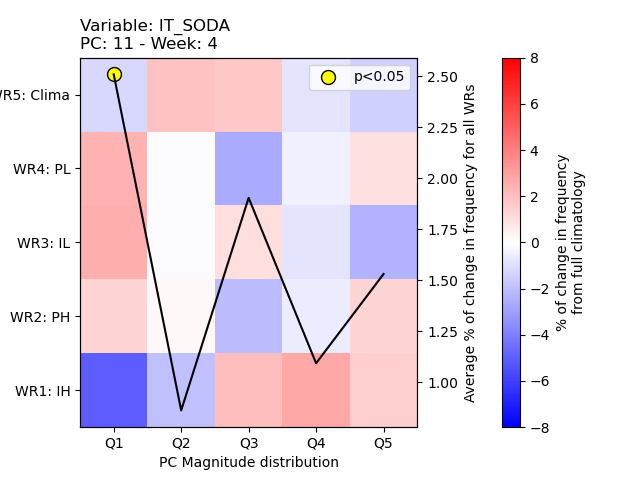 Variable: IT_SODA
PC: 11 - Week: 4
p<0.05
WR5: Clima
WR4: PL
WR3: IL
WR2: PH
WR1: IH
Q1 Q2 Q3 Q4 Q5
PC Magnitude distribution
2.50
2.25
2.00
1.75
1.50
1.25
1.00
Average % of change in frequency for all WRs
8
6
4
2
0
−2
−4
−6
−8
% of change in frequency
from full climatology